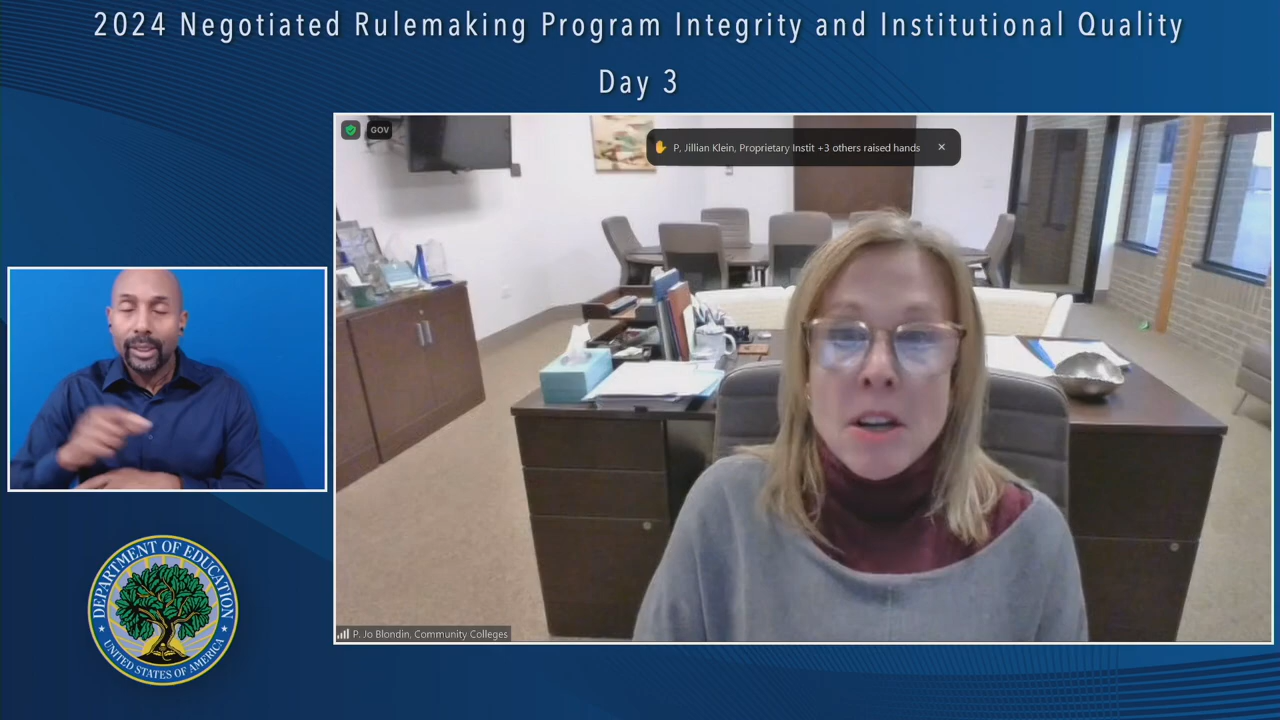 2024 Negotiated Rulemaking Program Integrity and Institutional Quality
Day 3
GOV
P, Jillian Klein, Proprietary Instit +3 others raised hands
P. Jo Blondin, Community Colleges
DEPARTMENT OF EDUCATION
UNITED STATES OF AMERICA